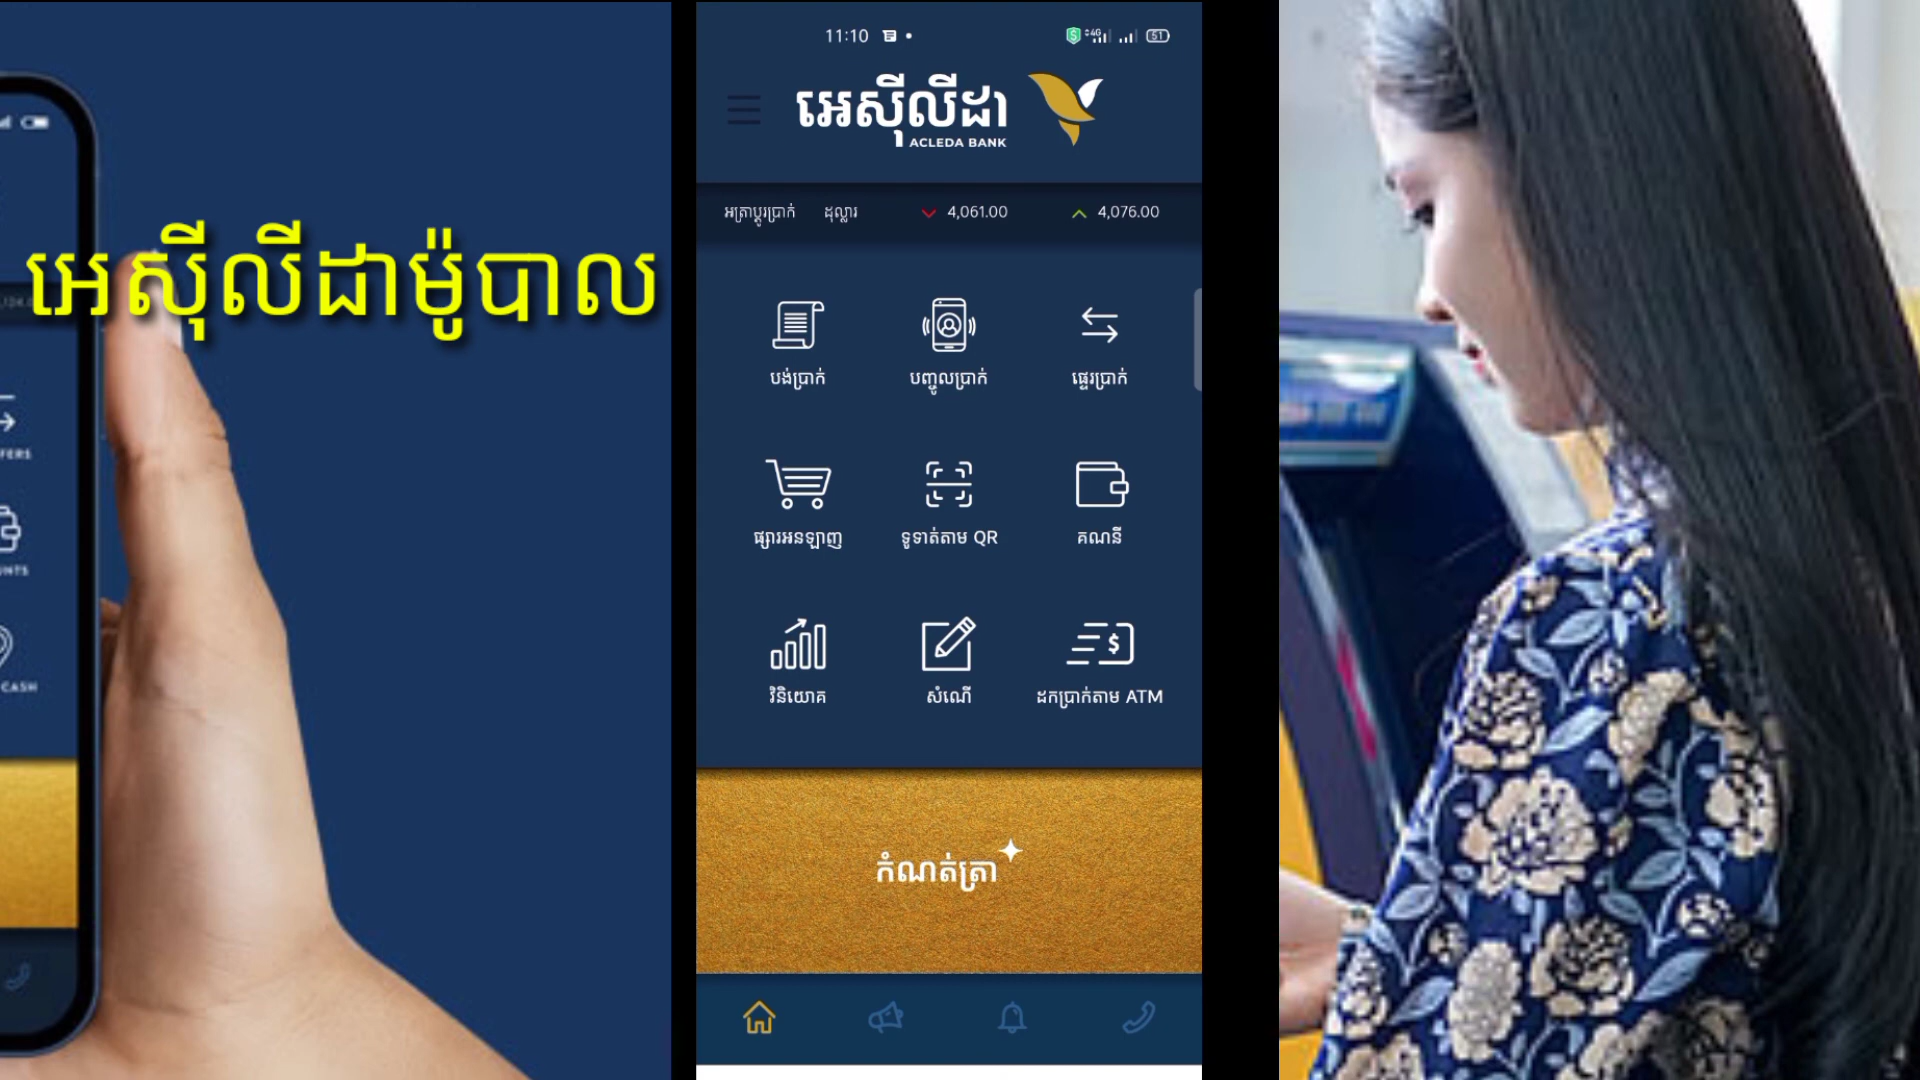 អេស៊ីលីដាម៉ូបាល
FERS
CASH
11:10
4G
51
អេស៊ីលីដា
ACLEDA BANK
អត្រាប្តូរប្រាក់ ដុល្លារ 4,061.00 4,076.00
បង់ប្រាក់ បញ្ចូលប្រាក់ ផ្ទេរប្រាក់
ផ្សារអនឡាញ ទូទាត់តាម QR គណនី
វិនិយោគ សំណើ ដកប្រាក់តាម ATM
កំណត់ត្រា